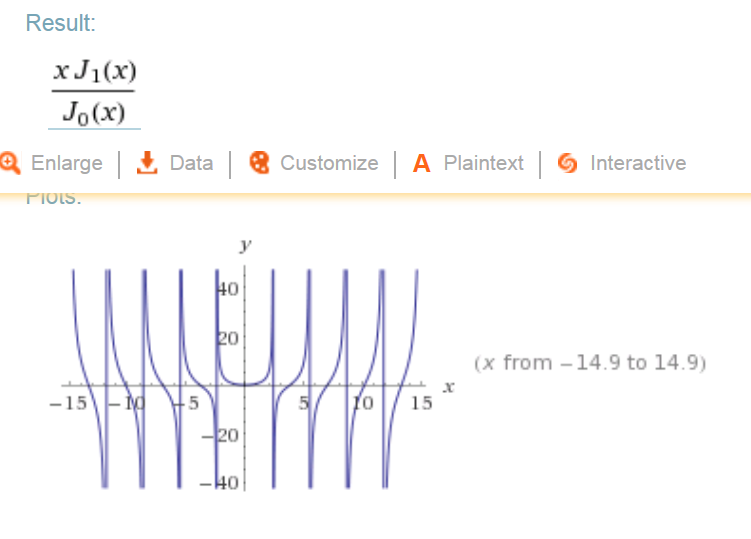 Result:
x J₁(x)
J₀(x)
Enlarge | Data | Customize | A Plaintext | Interactive
Plots:
y
40
20
(x from −14.9 to 14.9)
x
−15 −10 −5 5 10 15
−20
−40